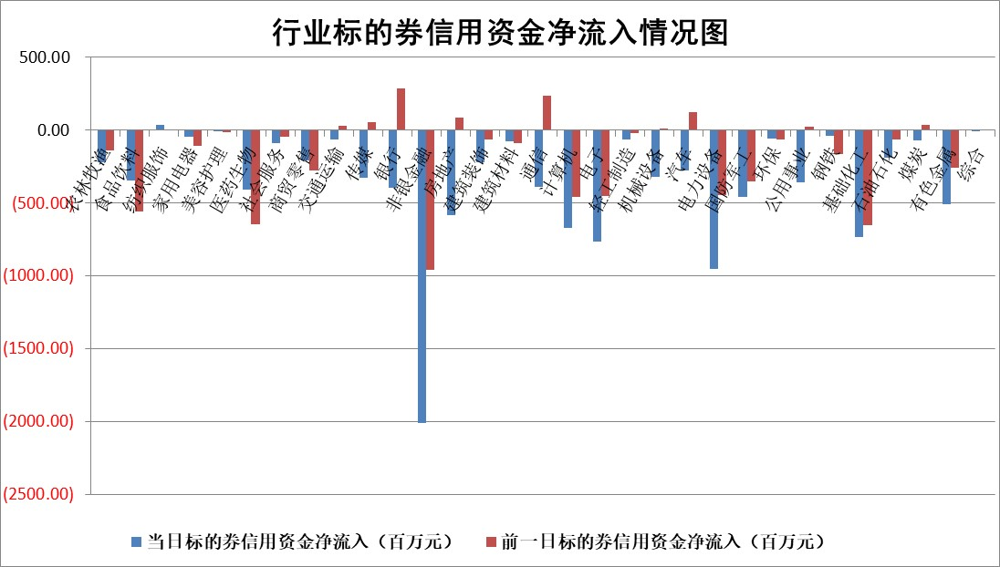 行业标的券信用资金净流入情况图
500.00
0.00
(500.00)
(1000.00)
(1500.00)
(2000.00)
(2500.00)
农林牧渔
食品饮料
纺织服饰
家用电器
美容护理
医药生物
社会服务
商贸零售
交通运输
传媒
银行
非银金融
房地产
建筑装饰
建筑材料
通信
计算机
电子
轻工制造
机械设备
汽车
电力设备
国防军工
环保
公用事业
钢铁
基础化工
石油石化
煤炭
有色金属
综合
当日标的券信用资金净流入（百万元）
前一日标的券信用资金净流入（百万元）